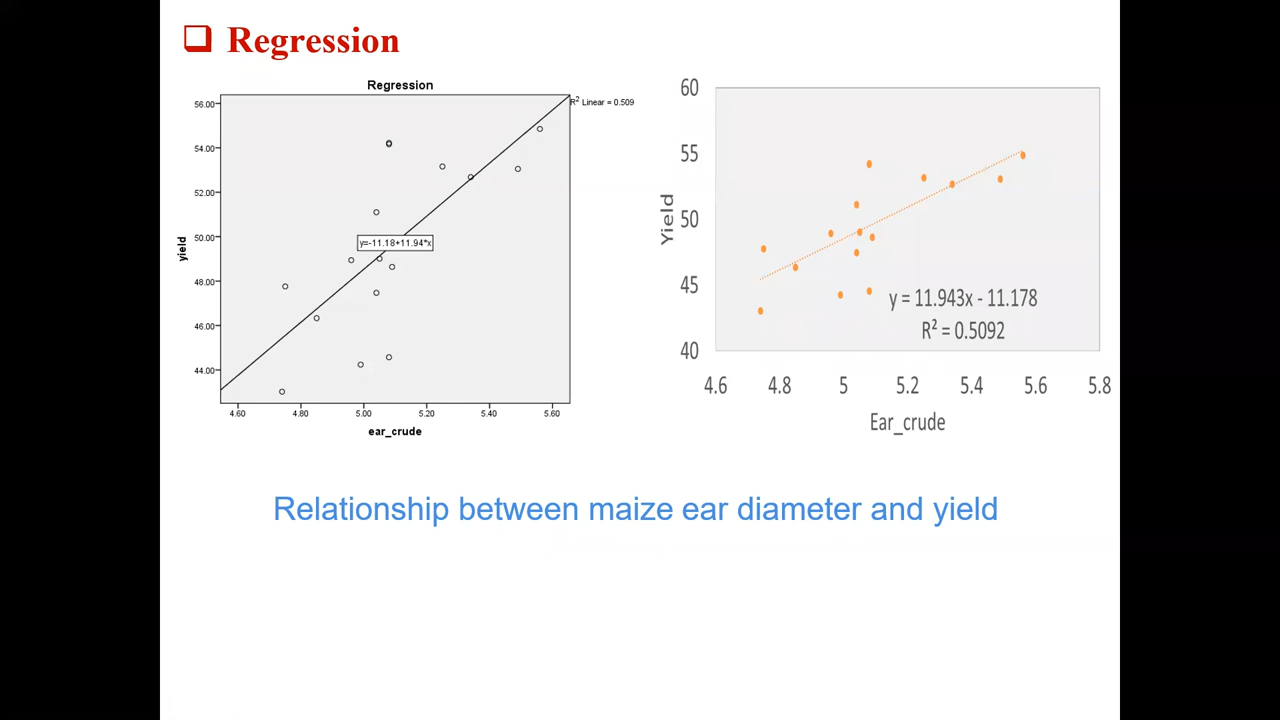 ❑ Regression
Regression
R² Linear = 0.509
56.00
54.00
52.00
50.00
48.00
46.00
44.00
yield
y=-11.18+11.94*x
4.60 4.80 5.00 5.20 5.40 5.60
ear_crude
60
55
50
45
40
Yield
y = 11.943x - 11.178
R² = 0.5092
4.6 4.8 5 5.2 5.4 5.6 5.8
Ear_crude
Relationship between maize ear diameter and yield